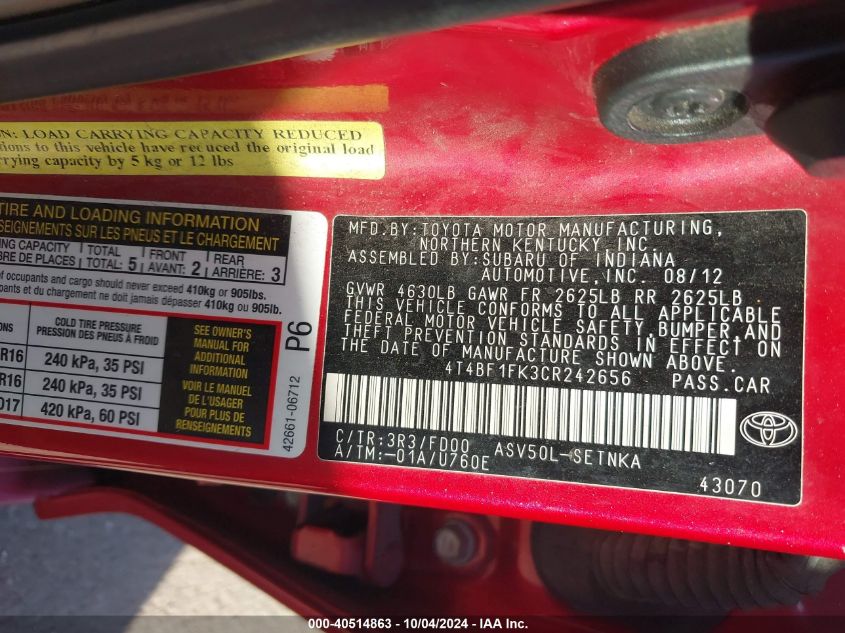 N: LOAD CARRYING CAPACITY REDUCED
tions to this vehicle have reduced the original load
rrying capacity by 5 kg or 12 lbs
TIRE AND LOADING INFORMATION
SEIGNEMENTS SUR LES PNEUS ET LE CHARGEMENT
ING CAPACITY TOTAL FRONT REAR
BRE DE PLACES TOTAL: 5 AVANT: 2 ARRIÈRE: 3
of occupants and cargo should never exceed 410kg or 905lbs.
pants et du chargement ne doit jamais dépasser 410kg ou 905lb.
ONS COLD TIRE PRESSURE
PRESSION DES PNEUS À FROID
R16 240 kPa, 35 PSI
R16 240 kPa, 35 PSI
D17 420 kPa, 60 PSI
SEE OWNER'S
MANUAL FOR
ADDITIONAL
INFORMATION
VOIR LE MANUEL
DE L'USAGER
POUR PLUS DE
RENSEIGNEMENTS
P6
42661-06712
MFD.BY:TOYOTA MOTOR MANUFACTURING,
NORTHERN KENTUCKY,INC.
ASSEMBLED BY:SUBARU OF INDIANA
AUTOMOTIVE,INC. 08/12
GVWR 4630LB GAWR FR 2625LB RR 2625LB
THIS VEHICLE CONFORMS TO ALL APPLICABLE
FEDERAL MOTOR VEHICLE SAFETY,BUMPER,AND
THEFT PREVENTION STANDARDS IN EFFECT ON
THE DATE OF MANUFACTURE SHOWN ABOVE.
4T4BF1FK3CR242656 PASS.CAR
C/TR:3R3/FD00 ASV50L-SETNKA
A/TM:-01A/U760E
43070
000-40514863 - 10/04/2024 - IAA Inc.